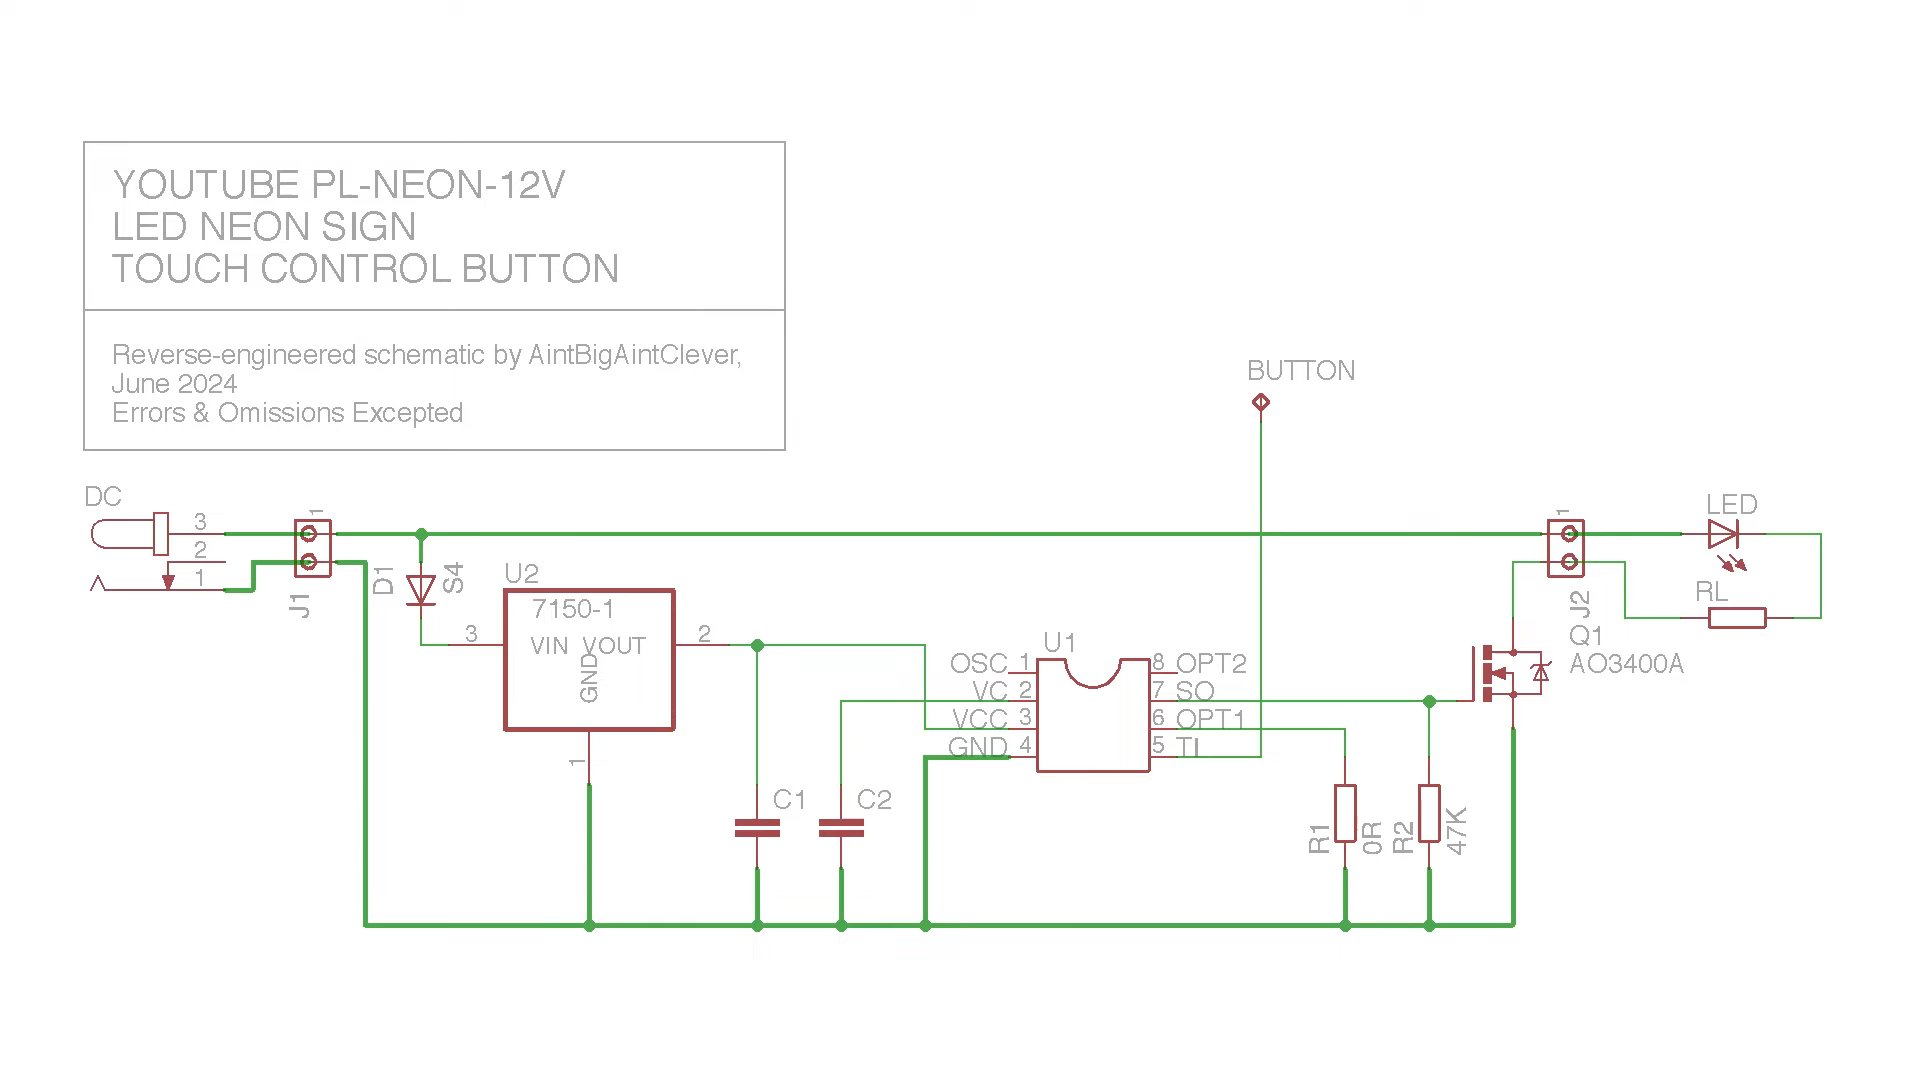 YOUTUBE PL-NEON-12V
LED NEON SIGN
TOUCH CONTROL BUTTON
Reverse-engineered schematic by AintBigAintClever,
June 2024
Errors & Omissions Excepted
BUTTON
DC
3
2
1
1
J1
D1
S4
U2
7150-1
VIN VOUT
GND
3
2
1
U1
OSC 1
VC 2
VCC 3
GND 4
8 OPT2
7 SO
6 OPT1
5 TI
C1
C2
R1
0R
R2
47K
1
J2
Q1
AO3400A
LED
RL